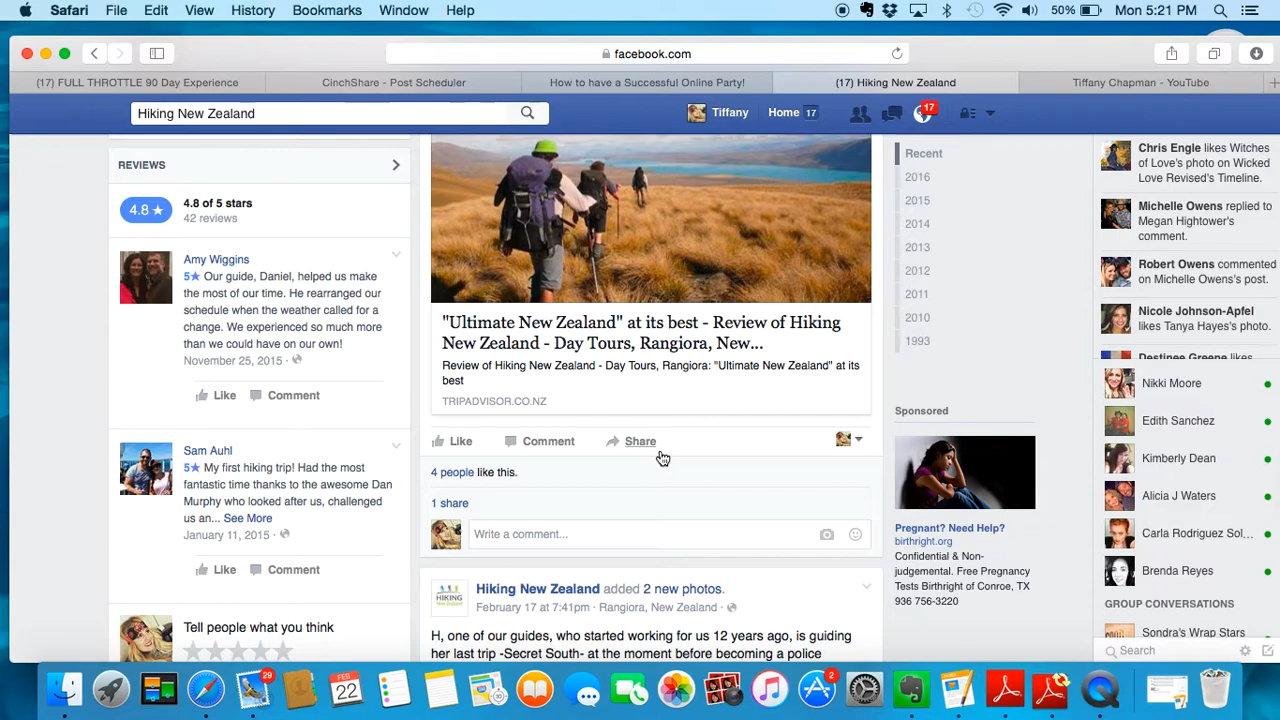 Safari File Edit View History Bookmarks Window Help 50% Mon 5:21 PM
facebook.com
(17) FULL THROTTLE 90 Day Experience CinchShare - Post Scheduler How to have a Successful Online Party! (17) Hiking New Zealand Tiffany Chapman - YouTube
Hiking New Zealand Tiffany Home 17 17
REVIEWS
4.8 ★ 4.8 of 5 stars
42 reviews
Amy Wiggins
5★ Our guide, Daniel, helped us make
the most of our time. He rearranged our
schedule when the weather called for a
change. We experienced so much more
than we could have on our own!
November 25, 2015 ·
Like Comment
Sam Auhl
5★ My first hiking trip! Had the most
fantastic time thanks to the awesome Dan
Murphy who looked after us, challenged
us an... See More
January 11, 2015 ·
Like Comment
Tell people what you think
"Ultimate New Zealand" at its best - Review of Hiking
New Zealand - Day Tours, Rangiora, New...
Review of Hiking New Zealand - Day Tours, Rangiora: "Ultimate New Zealand" at its
best
TRIPADVISOR.CO.NZ
Like Comment Share
4 people like this.
1 share
Write a comment...
HIKING
NEW ZEALAND
Hiking New Zealand added 2 new photos.
February 17 at 7:41pm · Rangiora, New Zealand ·
H, one of our guides, who started working for us 12 years ago, is guiding
her last trip -Secret South- at the moment before becoming a police
Recent
2016
2015
2014
2013
2012
2011
2010
1993
Sponsored
Pregnant? Need Help?
birthright.org
Confidential & Non-
judgemental. Free Pregnancy
Tests Birthright of Conroe, TX
936 756-3220
Chris Engle likes Witches
of Love's photo on Wicked
Love Revised's Timeline.
Michelle Owens replied to
Megan Hightower's
comment.
Robert Owens commented
on Michelle Owens's photo.
Nicole Johnson-Apfel
likes Tanya Hayes's photo.
Destinee Greene likes
Nikki Moore
Edith Sanchez
Kimberly Dean
Alicia J Waters
Carla Rodriguez Sol...
Brenda Reyes
GROUP CONVERSATIONS
Sondra's Wrap Stars
Search
29 FEB 22 2